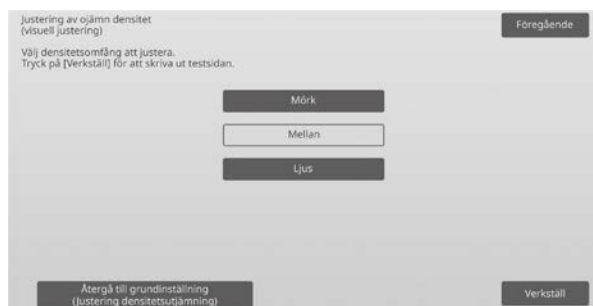 Justering av ojämn densitet
(visuell justering)
Föregående
Välj densitetsomfång att justera.
Tryck på [Verkställ] för att skriva ut testsidan.
Mörk
Mellan
Ljus
Återgå till grundinställning
(Justering densitetsutjämning)
Verkställ